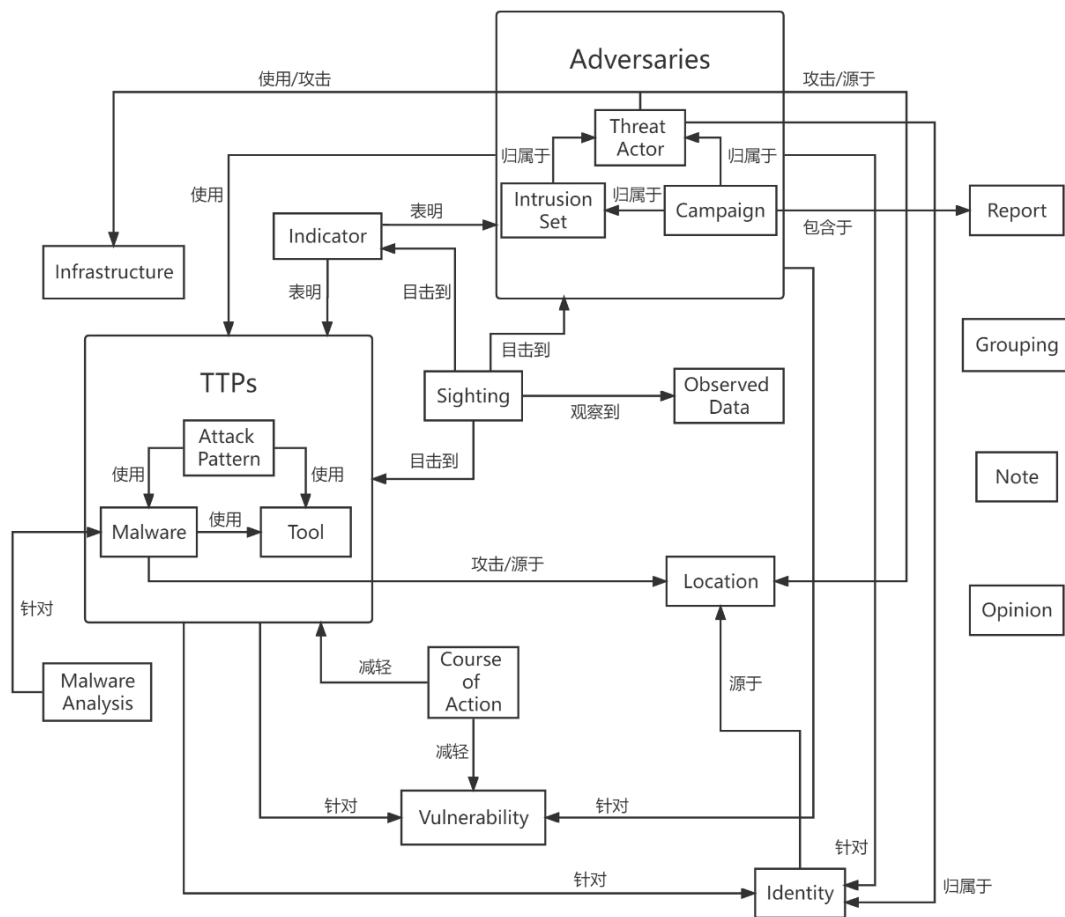 Adversaries
使用/攻击
攻击/源于
Threat
Actor
归属于
归属于
使用
Intrusion
Set
归属于
Campaign
包含于
Report
表明
Indicator
Infrastructure
表明
目击到
目击到
Grouping
TTPs
Sighting
观察到
Observed
Data
Attack
Pattern
目击到
使用
使用
Note
Malware
使用
Tool
攻击/源于
Location
针对
Opinion
Malware
Analysis
减轻
Course
of
Action
源于
减轻
针对
Vulnerability
针对
针对
针对
Identity
归属于